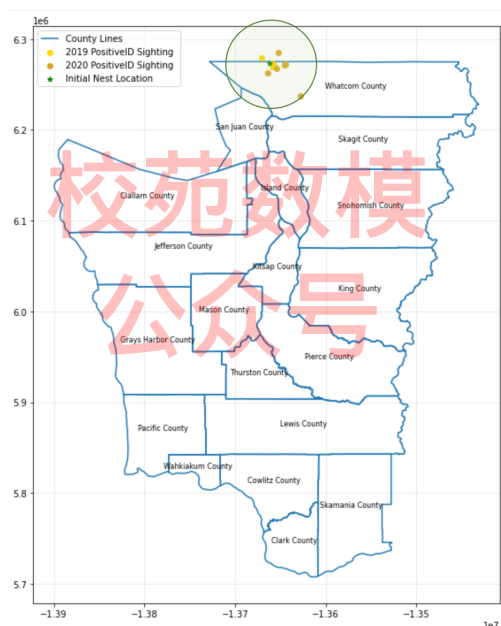 1e6
6.3
6.2
6.1
6.0
5.9
5.8
5.7
County Lines
2019 PositiveID Sighting
2020 PositiveID Sighting
Initial Nest Location
Whatcom County
San Juan County
Skagit County
Island County
Clallam County
Snohomish County
Jefferson County
Kitsap County
King County
Mason County
Grays Harbor County
Pierce County
Thurston County
Pacific County
Lewis County
Wahkiakum County
Cowlitz County
Skamania County
Clark County
校苑数模
公众号
−1.39
−1.38
−1.37
−1.36
−1.35
1e7